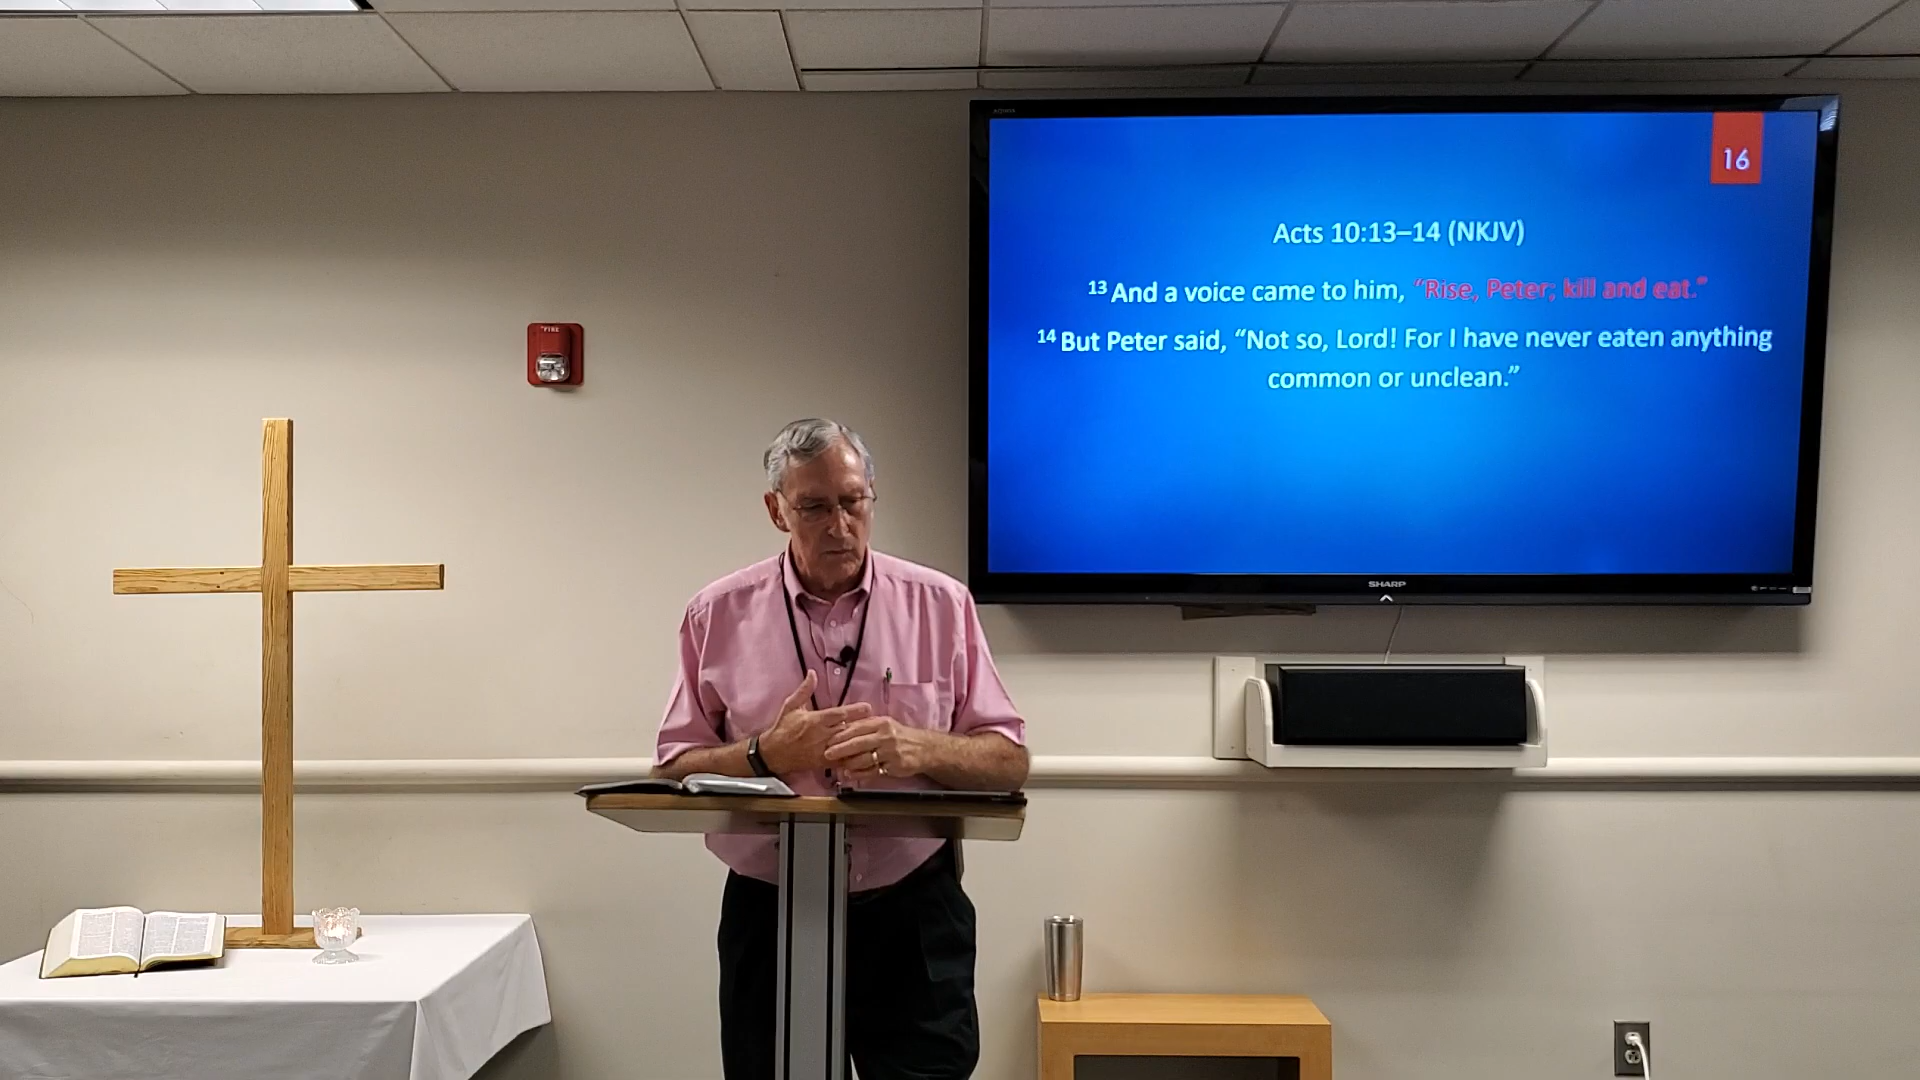 16
Acts 10:13–14 (NKJV)
13 And a voice came to him, “Rise, Peter; kill and eat.”
14 But Peter said, “Not so, Lord! For I have never eaten anything
common or unclean.”
SHARP
FIRE